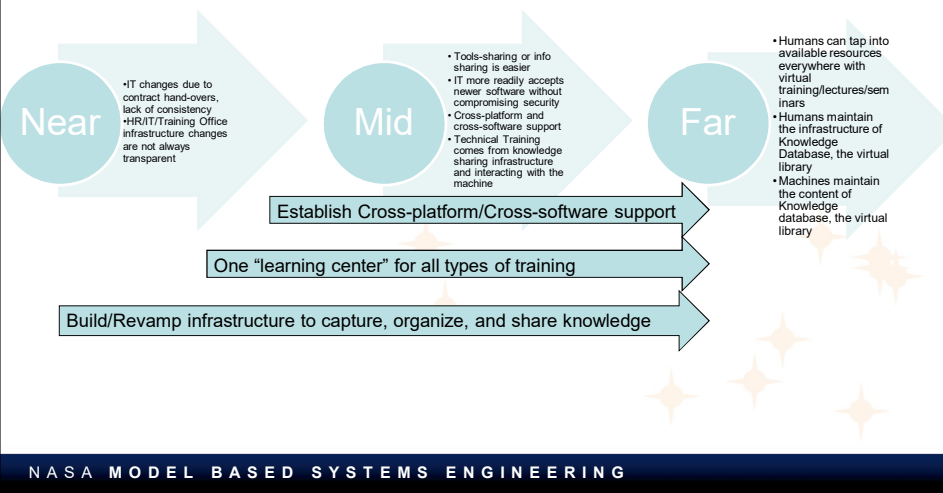 Near
•IT changes due to
contract hand-overs,
lack of consistency
•HR/IT/Training Office
infrastructure changes
are not always
transparent
Mid
• Tools-sharing or info
sharing is easier
• IT more readily accepts
newer software without
compromising security
• Cross-platform and
cross-software support
• Technical Training
comes from knowledge
sharing infrastructure
and interacting with the
machine
Far
• Humans can tap into
available resources
everywhere with
virtual
training/lectures/sem
inars
• Humans maintain
the infrastructure of
Knowledge
Database, the virtual
library
• Machines maintain
the content of
Knowledge
database, the virtual
library
Establish Cross-platform/Cross-software support
One “learning center” for all types of training
Build/Revamp infrastructure to capture, organize, and share knowledge
NASA MODEL BASED SYSTEMS ENGINEERING